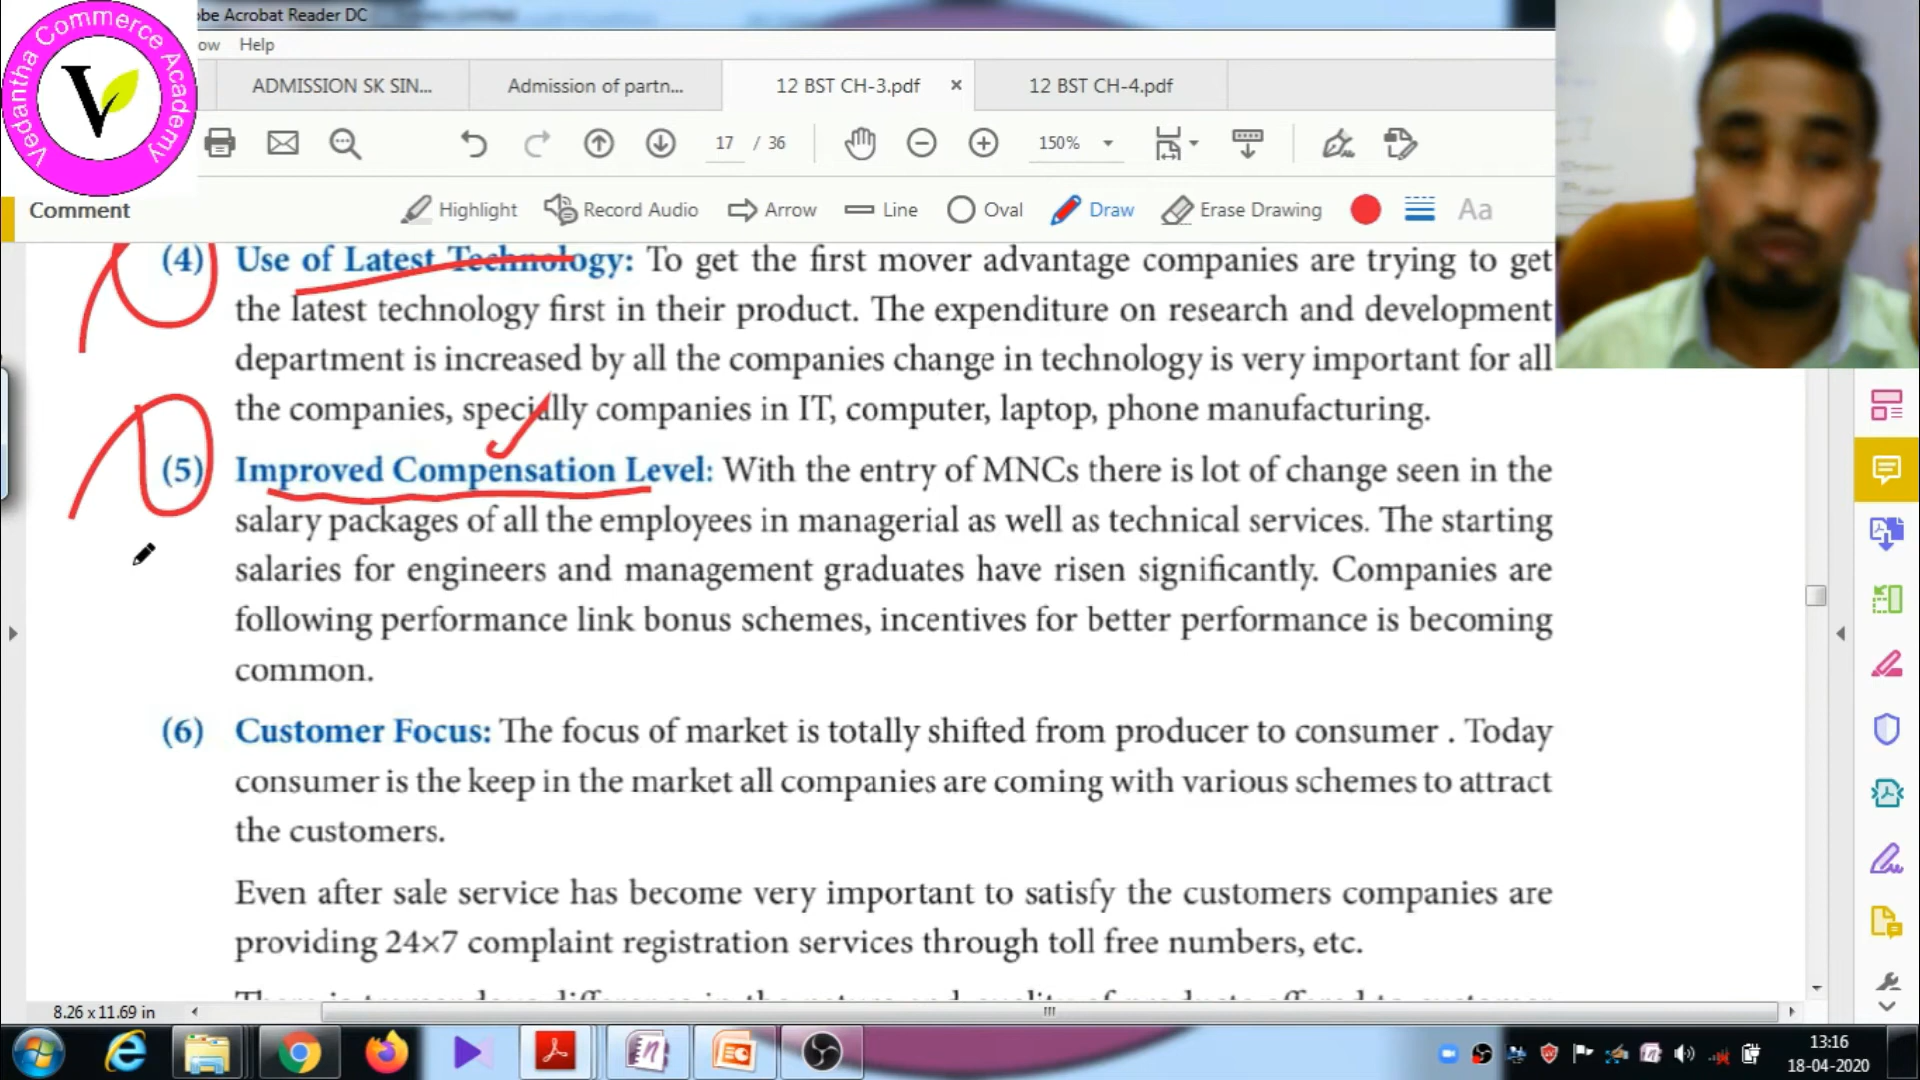 Vedantha Commerce Academy
V
be Acrobat Reader DC
ow Help
ADMISSION SK SIN... Admission of partn... 12 BST CH-3.pdf × 12 BST CH-4.pdf
17 / 36 150%
Comment Highlight Record Audio Arrow Line Oval Draw Erase Drawing Aa
(4) Use of Latest Technology: To get the first mover advantage companies are trying to get
the latest technology first in their product. The expenditure on research and development
department is increased by all the companies change in technology is very important for all
the companies, specially companies in IT, computer, laptop, phone manufacturing.
(5) Improved Compensation Level: With the entry of MNCs there is lot of change seen in the
salary packages of all the employees in managerial as well as technical services. The starting
salaries for engineers and management graduates have risen significantly. Companies are
following performance link bonus schemes, incentives for better performance is becoming
common.
(6) Customer Focus: The focus of market is totally shifted from producer to consumer . Today
consumer is the keep in the market all companies are coming with various schemes to attract
the customers.
Even after sale service has become very important to satisfy the customers companies are
providing 24×7 complaint registration services through toll free numbers, etc.
8.26 x 11.69 in
13:16
18-04-2020